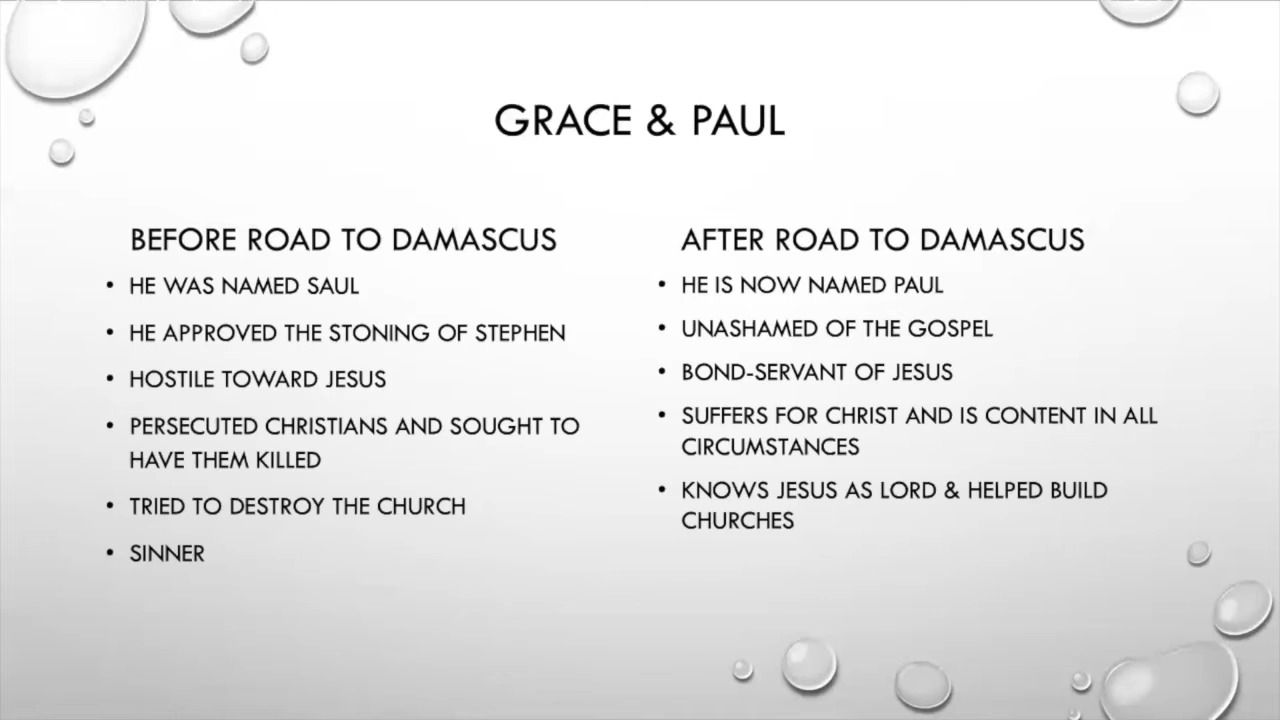 GRACE & PAUL
BEFORE ROAD TO DAMASCUS
• HE WAS NAMED SAUL
• HE APPROVED THE STONING OF STEPHEN
• HOSTILE TOWARD JESUS
• PERSECUTED CHRISTIANS AND SOUGHT TO
HAVE THEM KILLED
• TRIED TO DESTROY THE CHURCH
• SINNER
AFTER ROAD TO DAMASCUS
• HE IS NOW NAMED PAUL
• UNASHAMED OF THE GOSPEL
• BOND-SERVANT OF JESUS
• SUFFERS FOR CHRIST AND IS CONTENT IN ALL
CIRCUMSTANCES
• KNOWS JESUS AS LORD & HELPED BUILD
CHURCHES